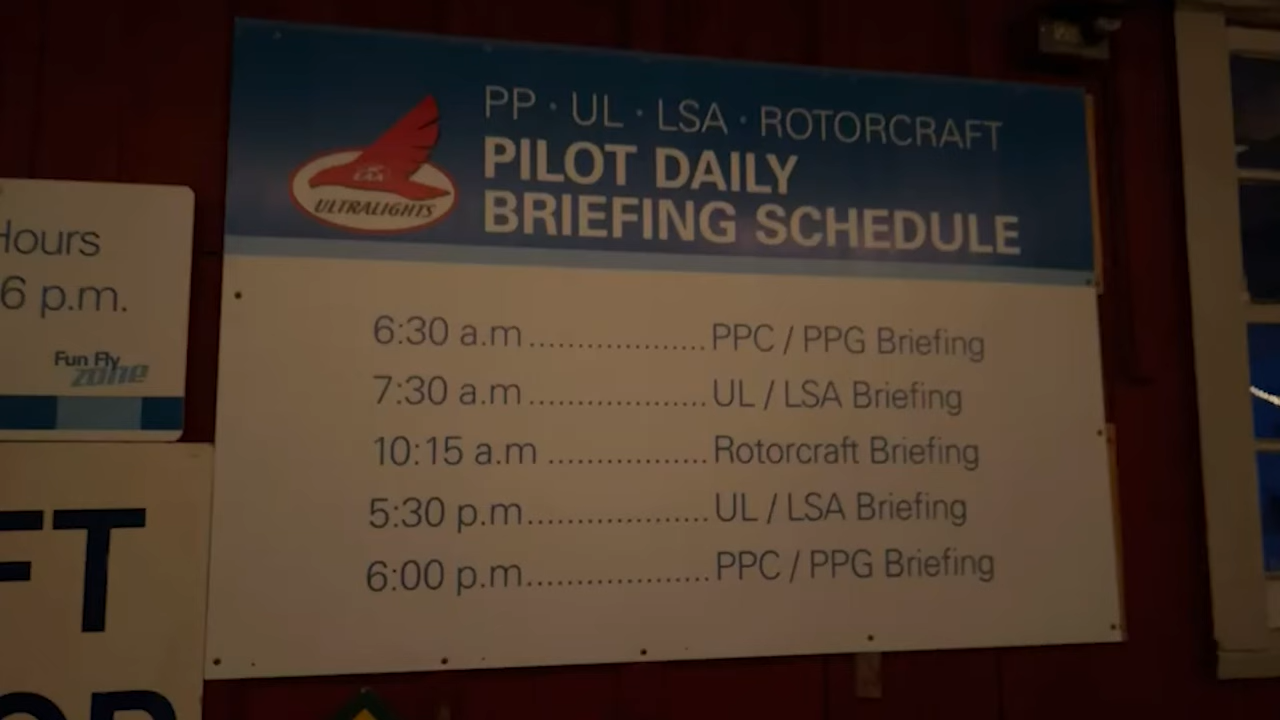 PP · UL · LSA · ROTORCRAFT
PILOT DAILY
BRIEFING SCHEDULE
EAA
ULTRALIGHTS
6:30 a.m..................PPC / PPG Briefing
7:30 a.m..................UL / LSA Briefing
10:15 a.m ................Rotorcraft Briefing
5:30 p.m..................UL / LSA Briefing
6:00 p.m..................PPC / PPG Briefing
Hours
6 p.m.
Fun Fly
zone
FT